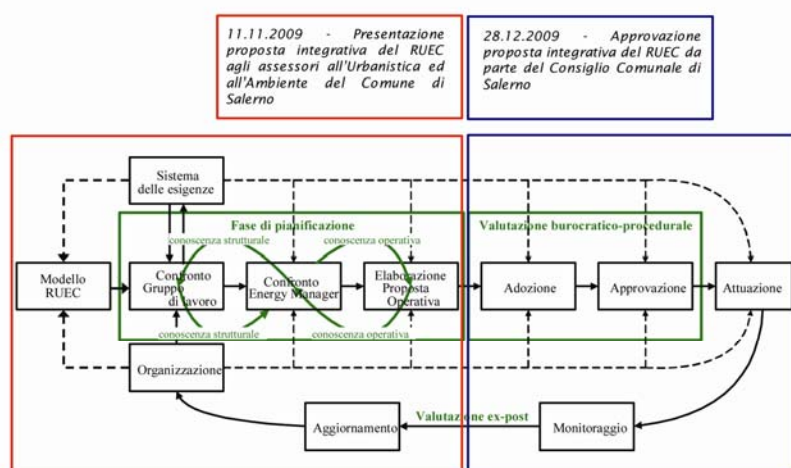 11.11.2009 - Presentazione
proposta integrativa del RUEC
agli assessori all'Urbanistica ed
all'Ambiente del Comune di
Salerno
28.12.2009 - Approvazione
proposta integrativa del RUEC da
parte del Consiglio Comunale di
Salerno
Sistema
delle esigenze
Fase di pianificazione
Valutazione burocratico-procedurale
conoscenza strutturale
conoscenza operativa
Modello
RUEC
Confronto
Gruppo
di lavoro
Confronto
Energy Manager
Elaborazione
Proposta
Operativa
Adozione
Approvazione
Attuazione
conoscenza strutturale
conoscenza operativa
Organizzazione
Aggiornamento
Valutazione ex-post
Monitoraggio